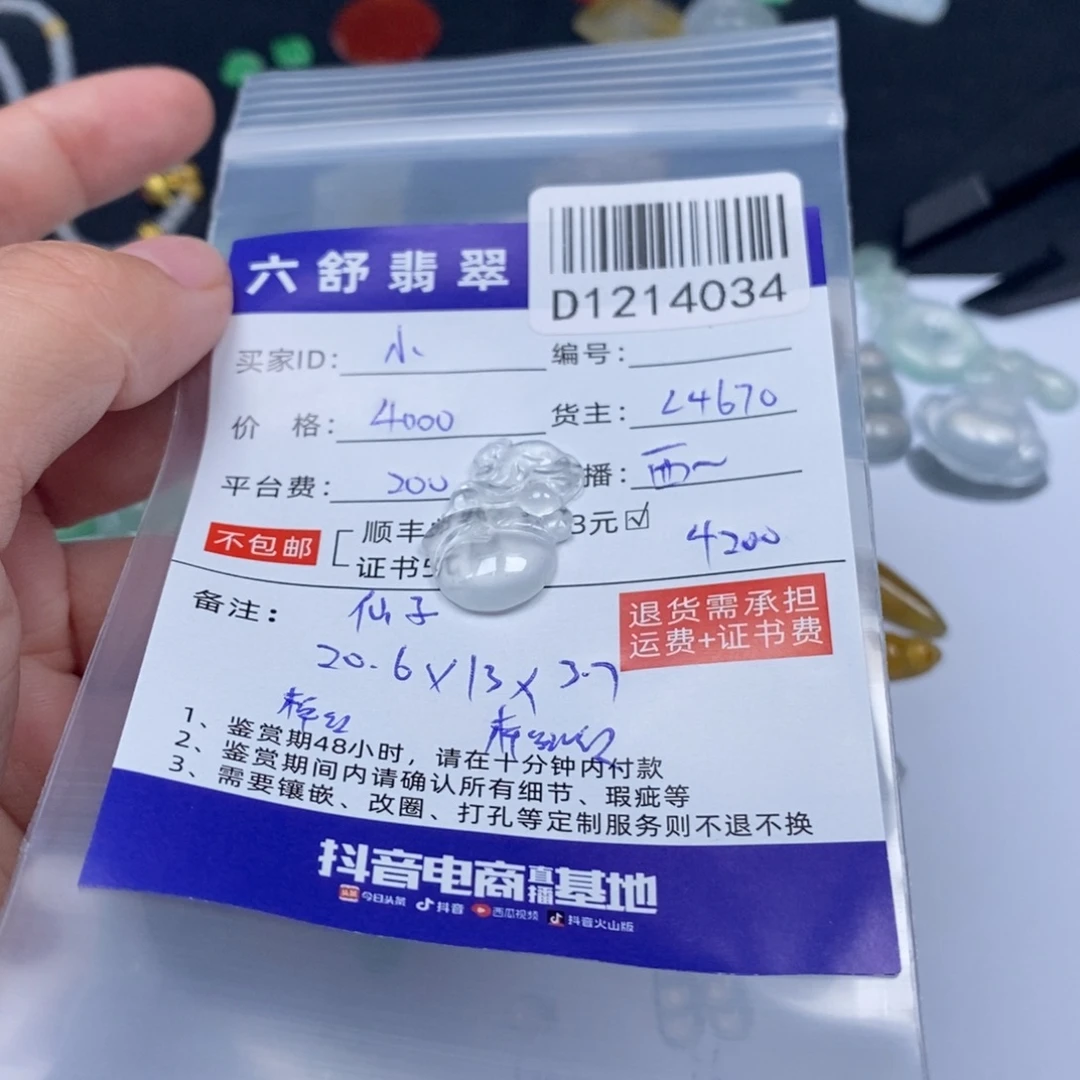 六舒翡翠
D1214034
买家ID: 小
编号:
价 格: 4000
货主: L4670
平台费: 200
播: 西~
不包邮
顺丰
3元☑
4200
证书5
备注: 仙子
退货需承担
运费+证书费
20.6×13×3.7
1、鉴赏期48小时，请在十分钟内付款
2、鉴赏期间内请确认所有细节、瑕疵等
3、需要镶嵌、改圈、打孔等定制服务则不退不换
抖音电商直播基地
头条 今日头条 抖音 西瓜视频 抖音火山版